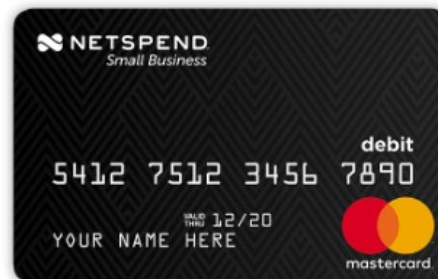 NETSPEND
Small Business
debit
5412 7512 3456 7890
VALID THRU 12/20
YOUR NAME HERE
mastercard